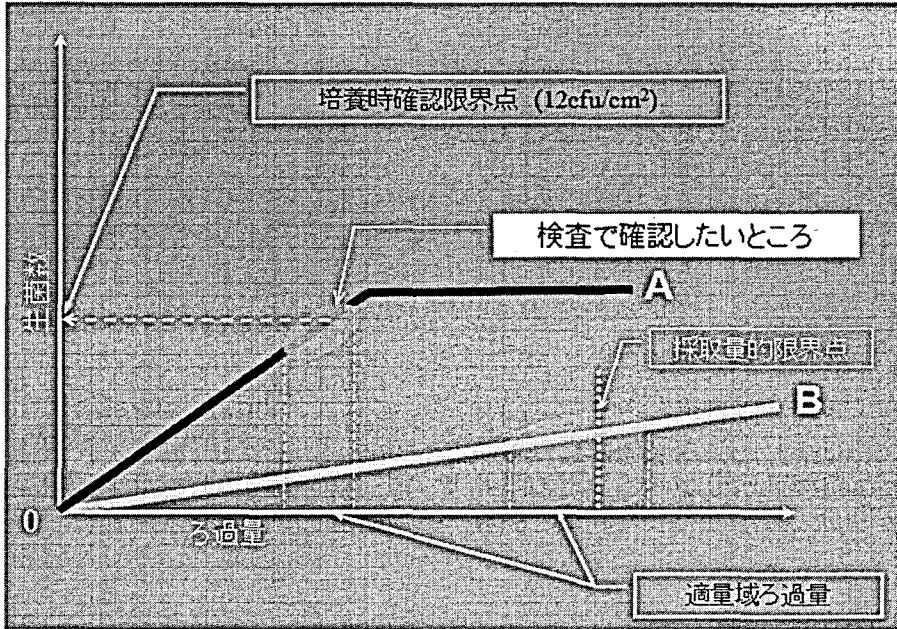 培養時確認限界点 (12cfu/cm²)
検査で確認したいところ
生菌数
A
採取量的限界点
B
0
ろ過量
適量域ろ過量